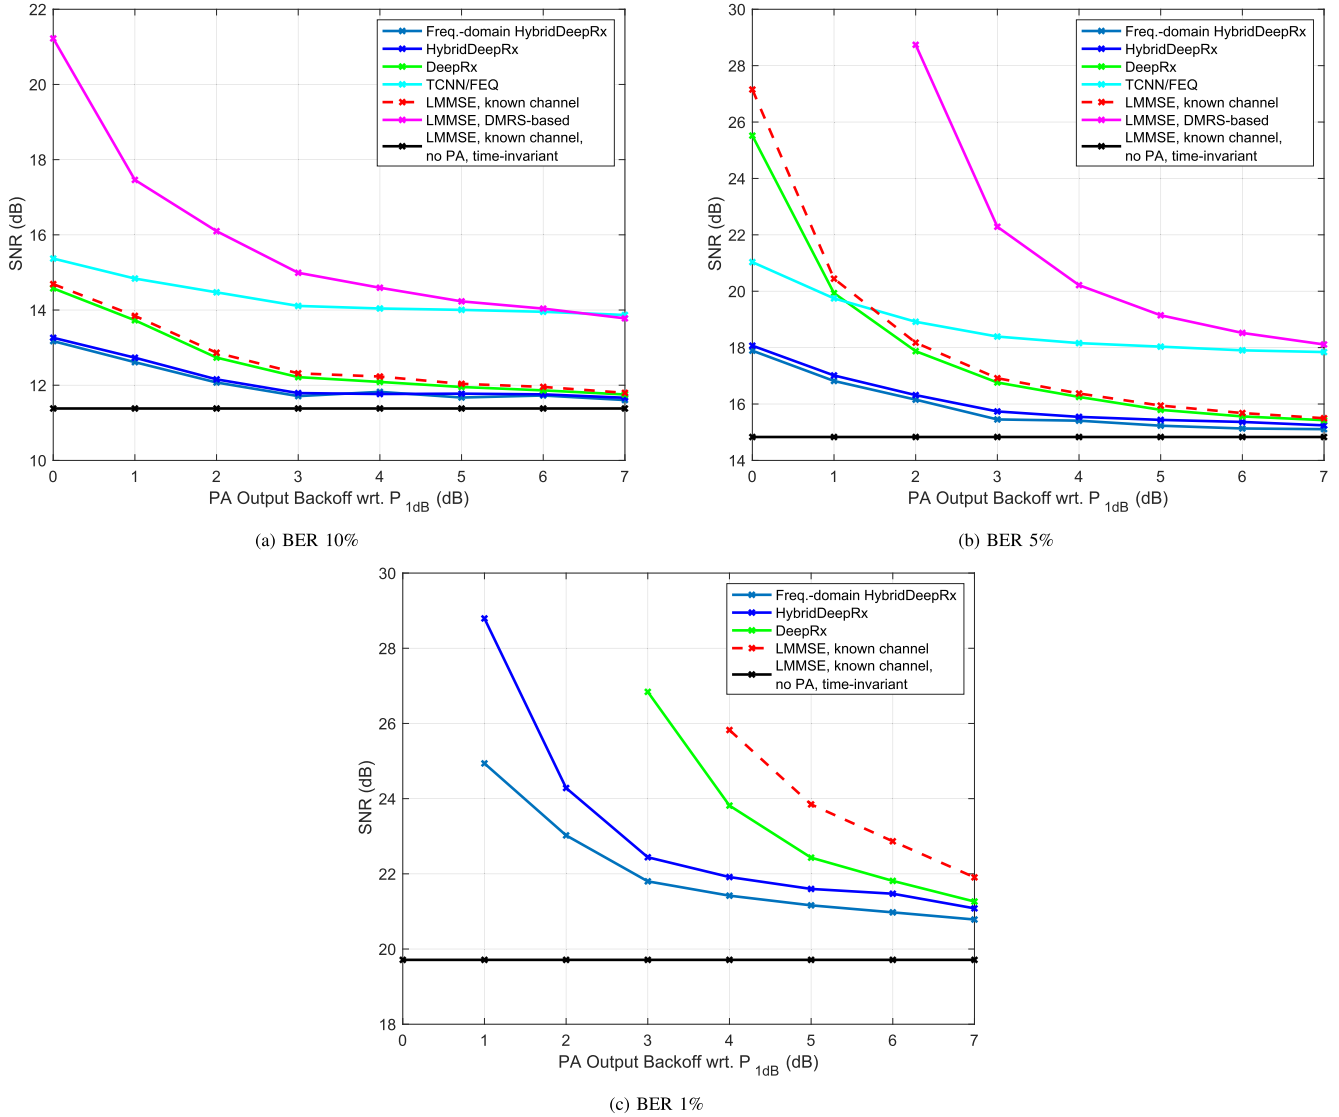 22
20
18
16
14
12
10
SNR (dB)
0 1 2 3 4 5 6 7
PA Output Backoff wrt. P 1dB (dB)
Freq.-domain HybridDeepRx
HybridDeepRx
DeepRx
TCNN/FEQ
LMMSE, known channel
LMMSE, DMRS-based
LMMSE, known channel,
no PA, time-invariant
(a) BER 10%
30
28
26
24
22
20
18
16
14
SNR (dB)
0 1 2 3 4 5 6 7
PA Output Backoff wrt. P 1dB (dB)
Freq.-domain HybridDeepRx
HybridDeepRx
DeepRx
TCNN/FEQ
LMMSE, known channel
LMMSE, DMRS-based
LMMSE, known channel,
no PA, time-invariant
(b) BER 5%
30
28
26
24
22
20
18
SNR (dB)
0 1 2 3 4 5 6 7
PA Output Backoff wrt. P 1dB (dB)
Freq.-domain HybridDeepRx
HybridDeepRx
DeepRx
LMMSE, known channel
LMMSE, known channel,
no PA, time-invariant
(c) BER 1%